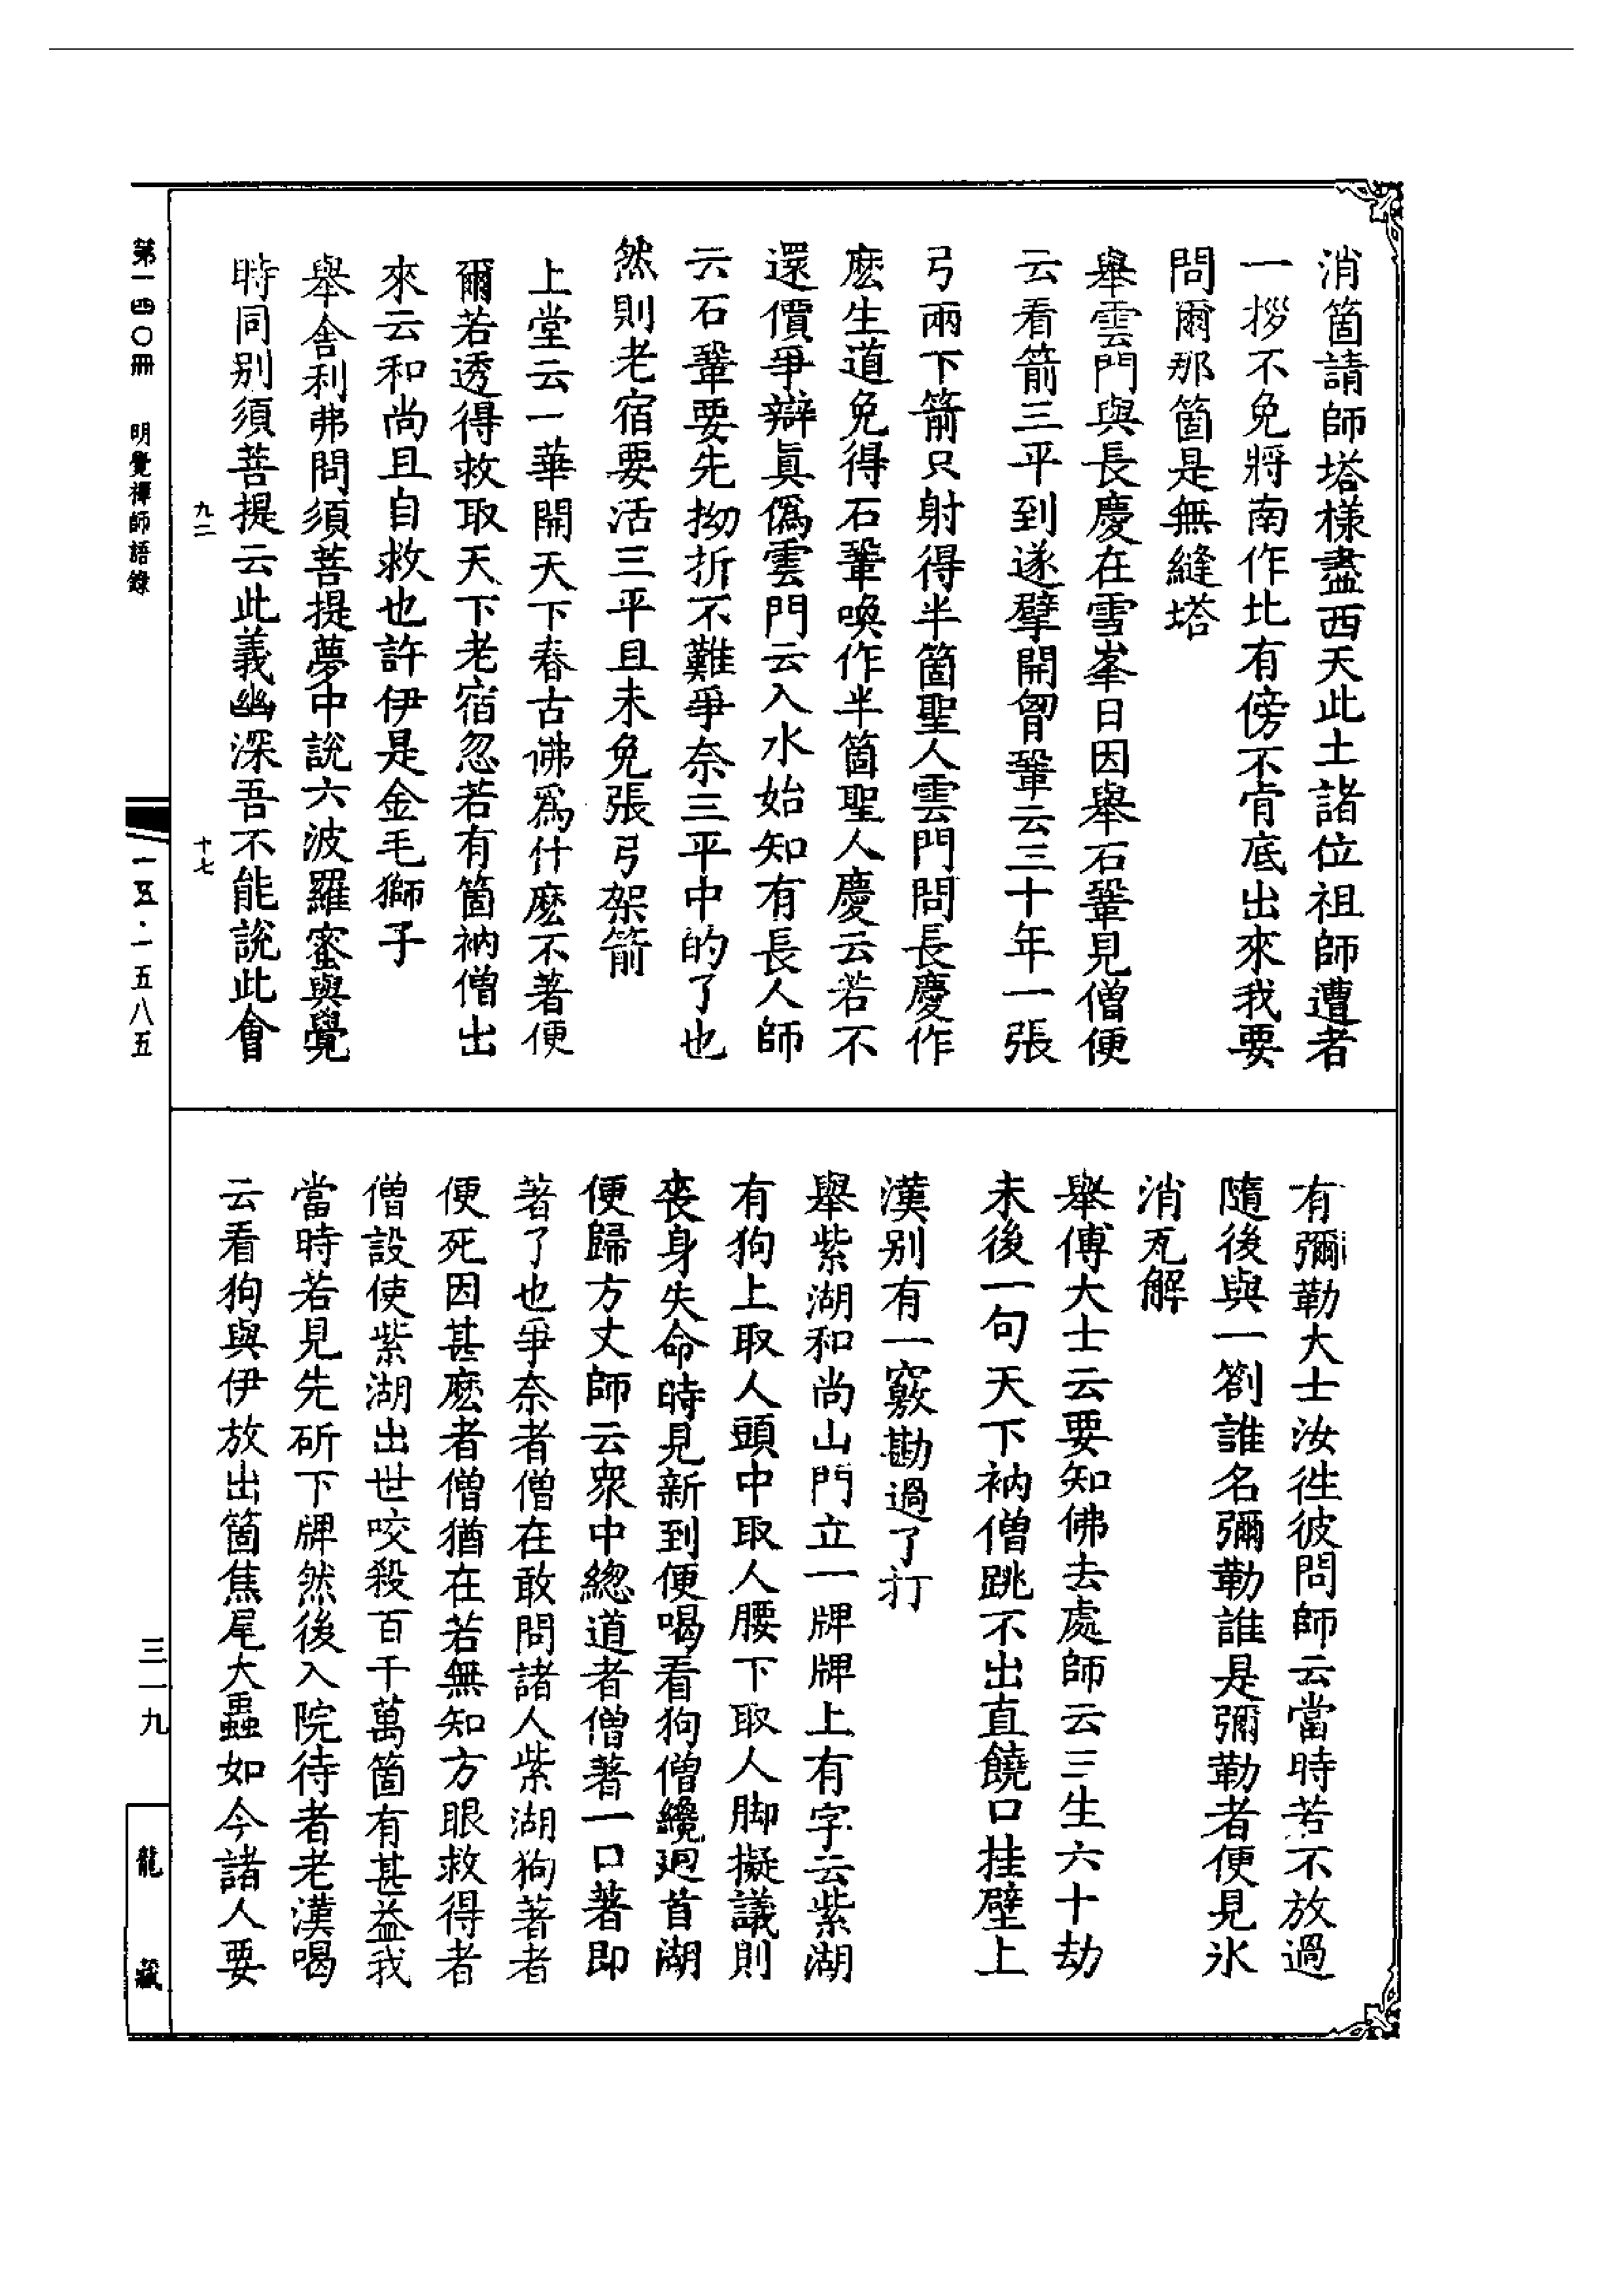 消箇請師塔樣盡西天此土諸位祖師遭者
一拶不免將南作北有傍不肯底出來我要
問爾那箇是無縫塔
舉雲門與長慶在雪峯日因舉石鞏見僧便
云看箭三平到遂擘開胷鞏云三十年一張
弓兩下箭只射得半箇聖人雲門問長慶作
麽生道免得石鞏喚作半箇聖人慶云若不
還價爭辯眞僞雲門云入水始知有長人師
云石鞏要先拗折不難爭奈三平中的了也
然則老宿要活三平且未免張弓架箭
上堂云一華開天下春古佛爲什麽不著便
爾若透得救取天下老宿忽若有箇衲僧出
來云和尚且自救也許伊是金毛獅子
舉舍利弗問須菩提夢中說六波羅蜜與覺
時同別須菩提云此義幽深吾不能說此會
有彌勒大士汝徃彼問師云當時若不放過
隨後與一劄誰名彌勒誰是彌勒者便見氷
消瓦解
舉傅大士云要知佛去處師云三生六十劫
未後一句天下衲僧跳不出直饒口挂壁上
漢別有一竅勘過了打
舉紫湖和尚山門立一牌牌上有字云紫湖
有狗上取人頭中取人腰下取人脚擬議則
喪身失命時見新到便喝看狗僧纔廻首湖
便歸方丈師云衆中總道者僧著一口著即
著了也爭奈者僧在敢問諸人紫湖狗著者
便死因甚麽者僧猶在若無知方眼救得者
僧設使紫湖出世咬殺百千萬箇有甚益我
當時若見先斫下牌然後入院待者老漢喝
云看狗與伊放出箇焦尾大蟲如今諸人要
第一四〇冊 明覺禪師語錄
九二
十七
一五五·一五八五
三一九
龍藏